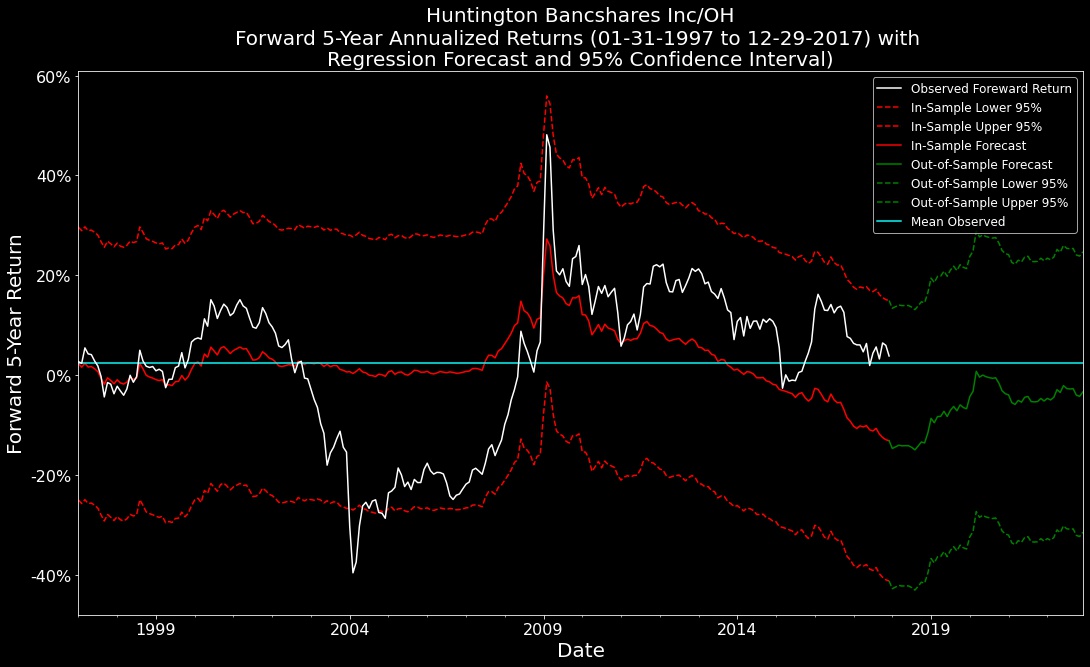 Huntington Bancshares Inc/OH
Forward 5-Year Annualized Returns (01-31-1997 to 12-29-2017) with
Regression Forecast and 95% Confidence Interval)
60%
40%
20%
0%
-20%
-40%
Forward 5-Year Return
Observed Foreward Return
In-Sample Lower 95%
In-Sample Upper 95%
In-Sample Forecast
Out-of-Sample Forecast
Out-of-Sample Lower 95%
Out-of-Sample Upper 95%
Mean Observed
1999
2004
2009
2014
2019
Date